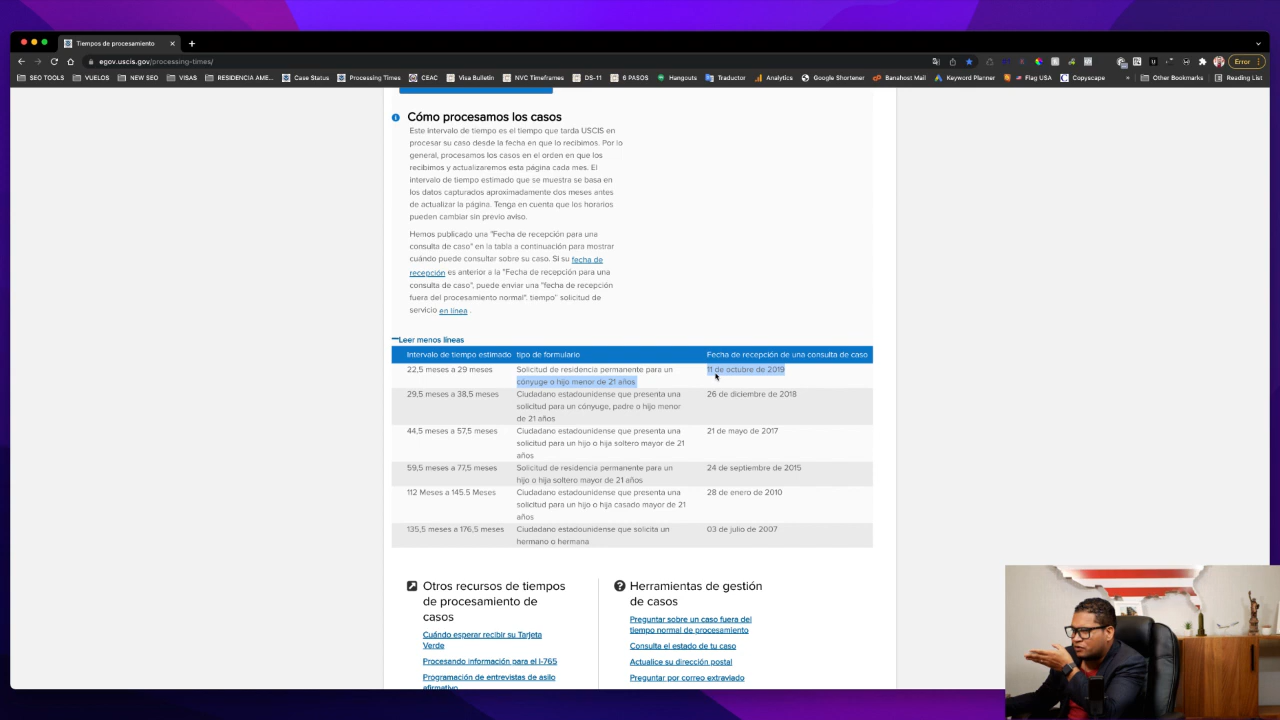 Tiempos de procesamiento
egov.uscis.gov/processing-times/
Error
SEO TOOLS
VUELOS
NEW SEO
VISAS
RESIDENCIA AME...
Case Status
Processing Times
CEAC
Visa Bulletin
NYC Timeframes
DS-11
6 PASOS
Hangouts
Traductor
Analytics
Google Shortener
Banahost Mail
Keyword Planner
Flag USA
Copyscape
»
Other Bookmarks
Reading List
Cómo procesamos los casos
Este Intervalo de tiempo es el tiempo que tarda USCIS en
procesar su caso desde la fecha en que lo recibimos. Por lo
general, procesamos los casos en el orden en que los
recibimos y actualizaremos esta página cada mes. El
intervalo de tiempo estimado que se muestra se basa en
los datos capturados aproximadamente dos meses antes
de actualizar la página. Tenga en cuenta que los horarios
pueden cambiar sin previo aviso.
Hemos publicado una "Fecha de recepción para una
consulta de caso" en la tabla a continuación para mostrar
cuándo puede consultar sobre su caso. Si su fecha de
recepción es anterior a la "Fecha de recepción para una
consulta de caso", puede enviar una "fecha de recepción
fuera del procesamiento normal". tiempo" solicitud de
servicio en línea .
Leer menos líneas
Intervalo de tiempo estimado tipo de formulario Fecha de recepción de una consulta de caso
22,5 meses a 29 meses Solicitud de residencia permanente para un 11 de octubre de 2019
cónyuge o hijo menor de 21 años
29,5 meses a 38,5 meses Ciudadano estadounidense que presenta una 26 de diciembre de 2018
solicitud para un cónyuge, padre o hijo menor
de 21 años
44,5 meses a 57,5 meses Ciudadano estadounidense que presenta una 21 de mayo de 2017
solicitud para un hijo o hija soltero mayor de 21
años
59,5 meses a 77,5 meses Solicitud de residencia permanente para un 24 de septiembre de 2015
hijo o hija soltero mayor de 21 años
112 Meses a 145.5 Meses Ciudadano estadounidense que presenta una 28 de enero de 2010
solicitud para un hijo o hija casado mayor de 21
años
135,5 meses a 176,5 meses Ciudadano estadounidense que solicita un 03 de julio de 2007
hermano o hermana
Otros recursos de tiempos
de procesamiento de
casos
Cuándo esperar recibir su Tarjeta
Verde
Procesando información para el I-765
Programación de entrevistas de asilo
afirmativo
Herramientas de gestión
de casos
Preguntar sobre un caso fuera del
tiempo normal de procesamiento
Consulta el estado de tu caso
Actualice su dirección postal
Preguntar por correo extraviado